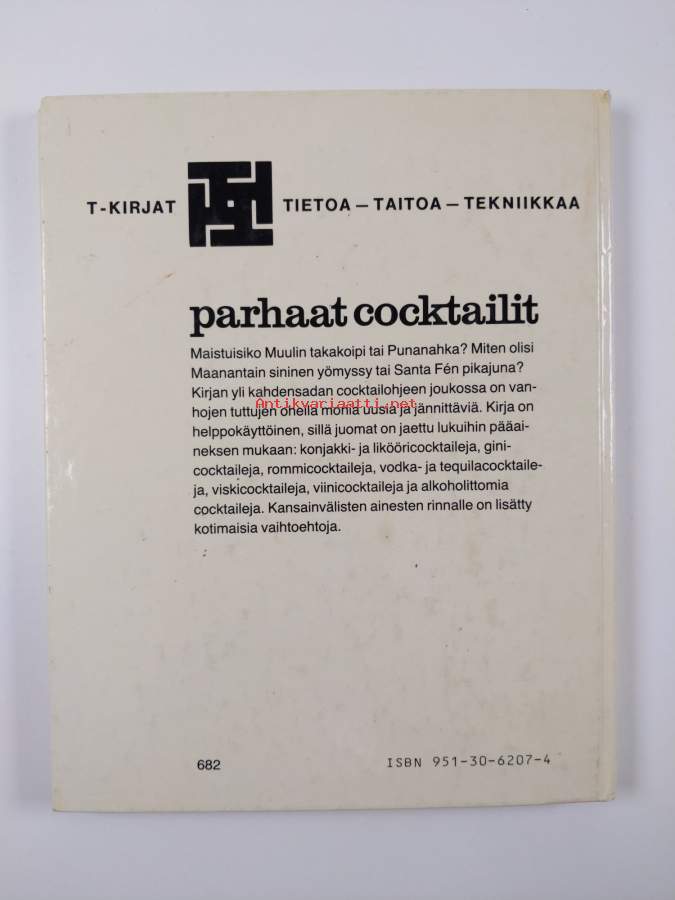 T-KIRJAT TIETOA – TAITOA – TEKNIIKKAA
parhaat cocktailit
Maistuisiko Muulin takakoipi tai Punanahka? Miten olisi
Maanantain sininen yömyssy tai Santa Fén pikajuna?
Kirjan yli kahdensadan cocktailohjeen joukossa on van-
hojen tuttujen ohella monia uusia ja jännittäviä. Kirja on
Antikvariaatti.net
helppokäyttöinen, sillä juomat on jaettu lukuihin pääai-
neksen mukaan: konjakki- ja likööricocktaileja, gini-
cocktaileja, rommicocktaileja, vodka- ja tequilacocktaile-
ja, viskicocktaileja, viinicocktaileja ja alkoholittomia
cocktaileja. Kansainvälisten ainesten rinnalle on lisätty
kotimaisia vaihtoehtoja.
682
ISBN 951-30-6207-4